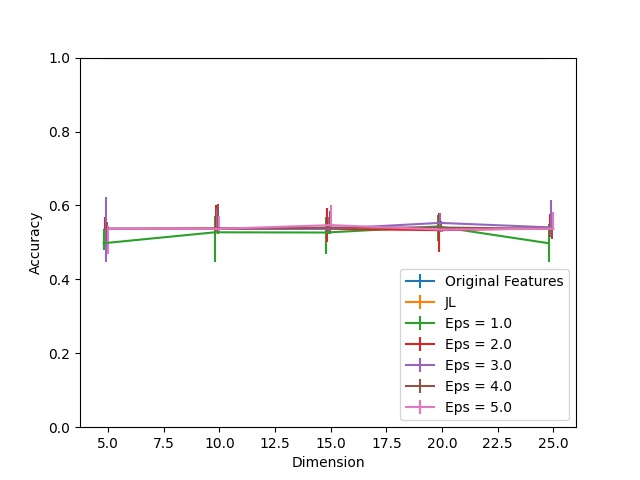 1.0
0.8
0.6
0.4
0.2
0.0
Accuracy
Original Features
JL
Eps = 1.0
Eps = 2.0
Eps = 3.0
Eps = 4.0
Eps = 5.0
5.0 7.5 10.0 12.5 15.0 17.5 20.0 22.5 25.0
Dimension